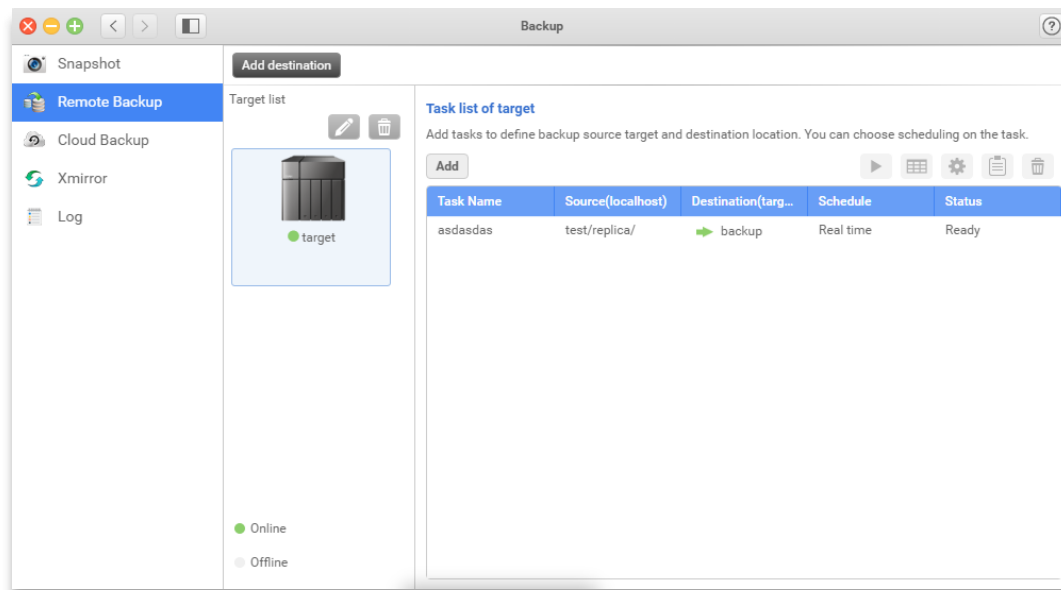 Backup
?
Snapshot
Remote Backup
Cloud Backup
Xmirror
Log
Add destination
Target list
target
Online
Offline
Task list of target
Add tasks to define backup source target and destination location. You can choose scheduling on the task.
Add
Task Name Source(localhost) Destination(targ... Schedule Status
asdasdas test/replica/ backup Real time Ready